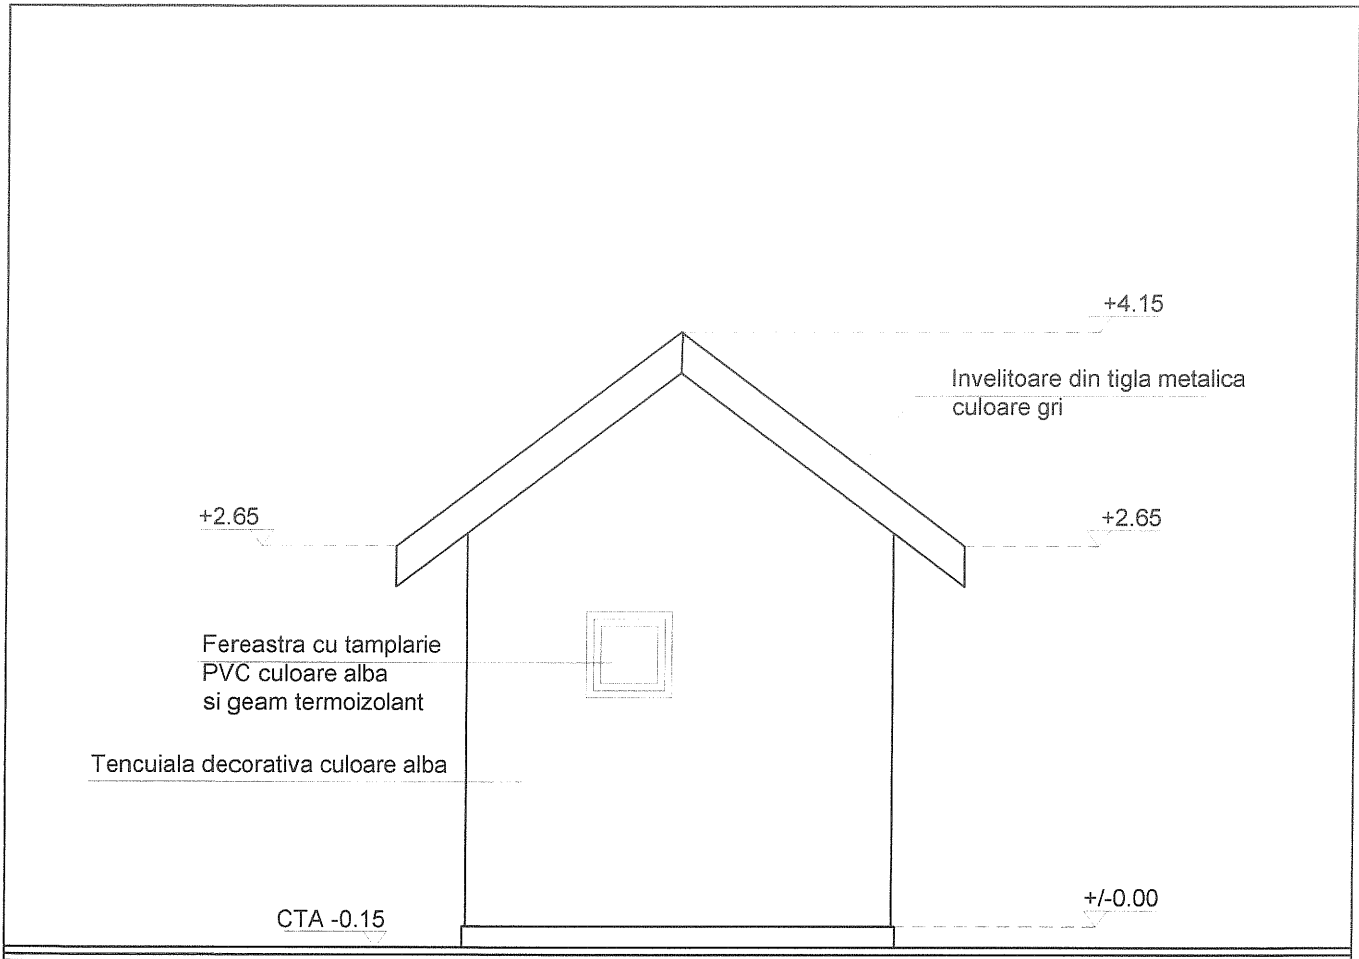 +4.15
Invelitoare din tigla metalica
culoare gri
+2.65
+2.65
Fereastra cu tamplarie
PVC culoare alba
si geam termoizolant
Tencuiala decorativa culoare alba
+/-0.00
CTA -0.15